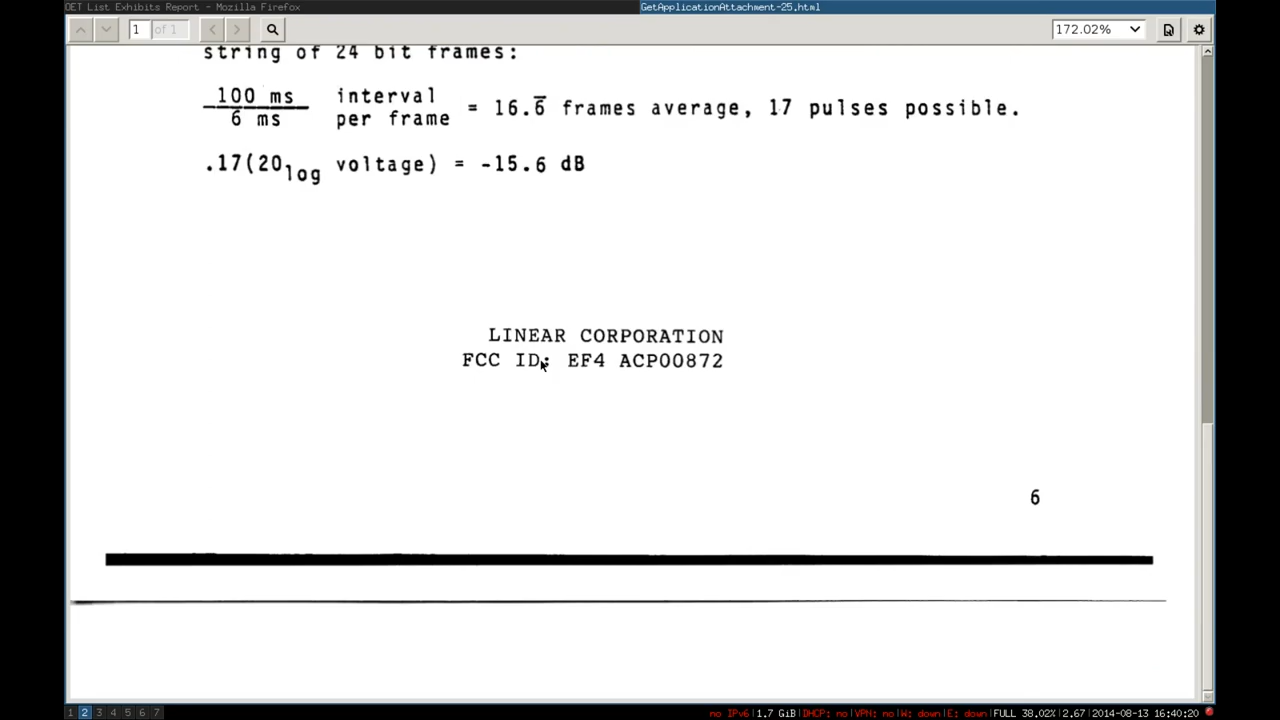 OET List Exhibits Report - Mozilla Firefox
GetApplicationAttachment-25.html
1 of 1
172.02%
string of 24 bit frames:
100 ms interval
6 ms per frame = 16.6̅ frames average, 17 pulses possible.
.17(20log voltage) = -15.6 dB
LINEAR CORPORATION
FCC ID: EF4 ACP00872
6
1 2 3 4 5 6 7
no IPv6|1.7 GiB|DHCP: no|VPN: no|W: down|E: down|FULL 38.02%|2.67|2014-08-13 16:40:20